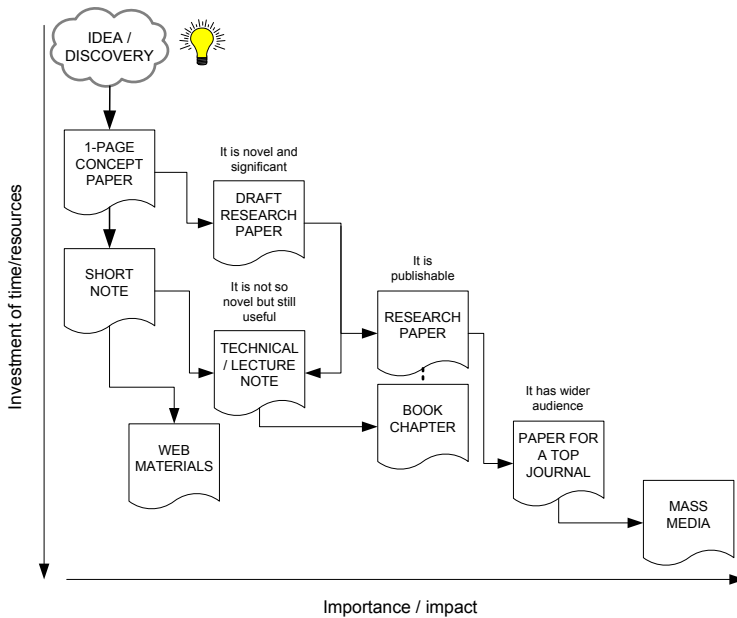 IDEA /
DISCOVERY
1-PAGE
CONCEPT
PAPER
It is novel and
significant
DRAFT
RESEARCH
PAPER
SHORT
NOTE
It is not so
novel but still
useful
TECHNICAL
/ LECTURE
NOTE
It is
publishable
RESEARCH
PAPER
BOOK
CHAPTER
WEB
MATERIALS
It has wider
audience
PAPER FOR
A TOP
JOURNAL
MASS
MEDIA
Investment of time/resources
Importance / impact